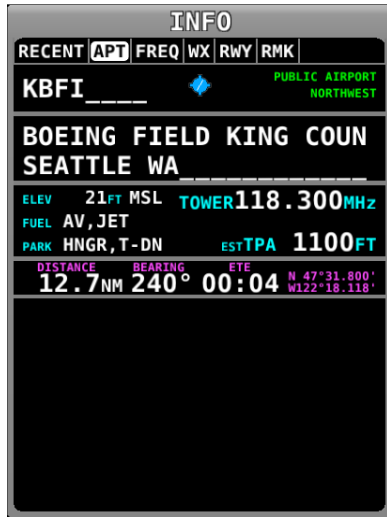 INFO
RECENT APT FREQ WX RWY RMK
KBFI____ PUBLIC AIRPORT
NORTHWEST
BOEING FIELD KING COUN
SEATTLE WA____________
ELEV 21FT MSL TOWER118.300MHz
FUEL AV,JET
PARK HNGR,T-DN ESTTPA 1100FT
DISTANCE BEARING ETE
12.7NM 240° 00:04 N 47°31.800'
W122°18.118'